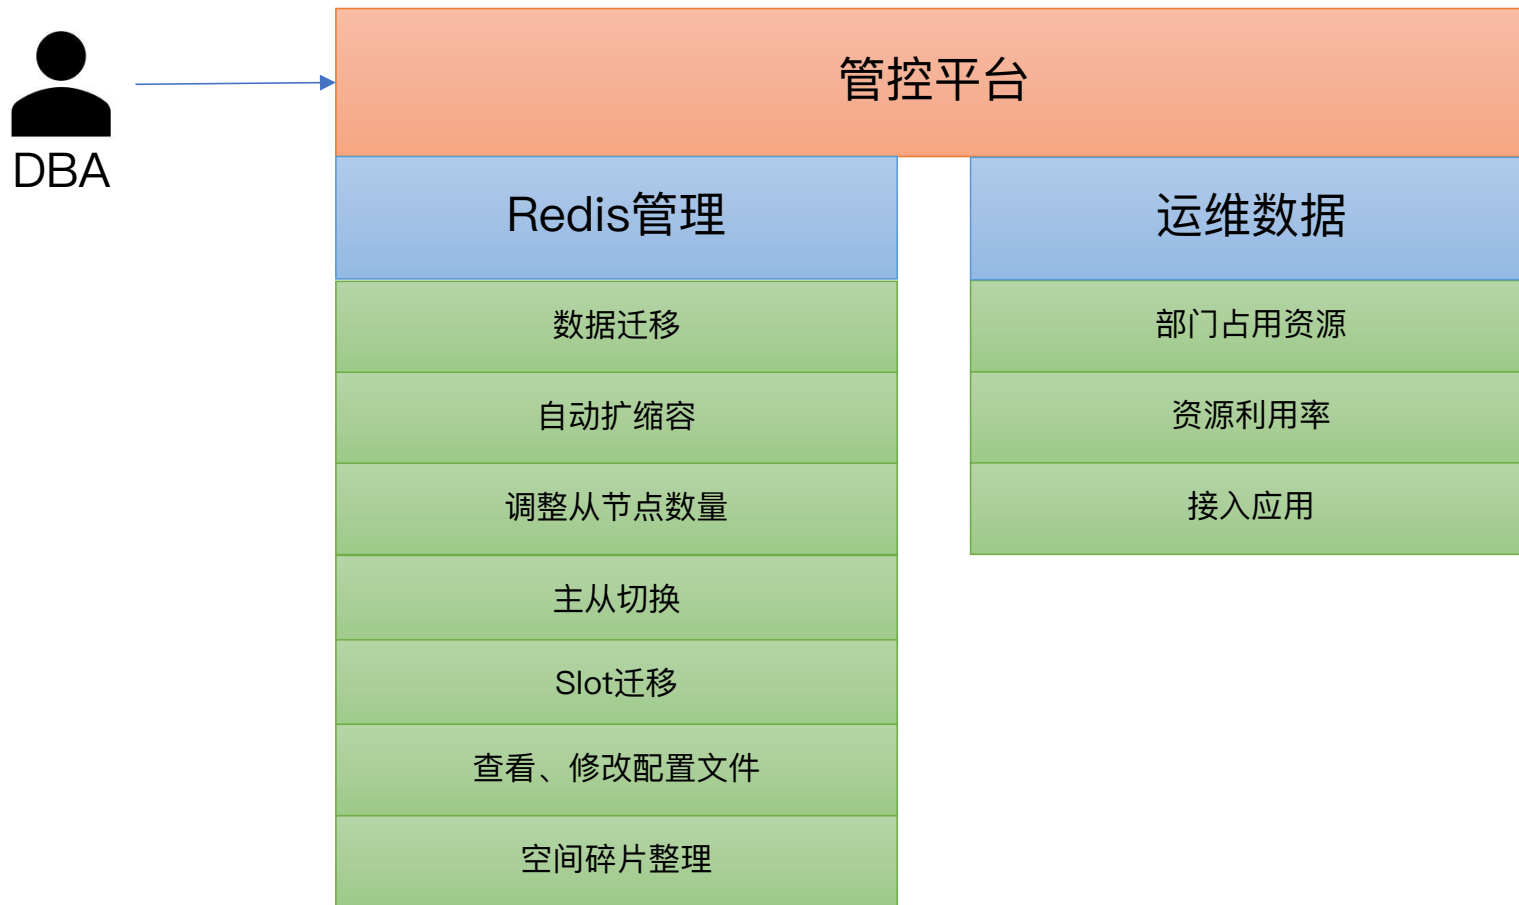 管控平台
DBA
Redis管理
数据迁移
自动扩缩容
调整从节点数量
主从切换
Slot迁移
查看、修改配置文件
空间碎片整理
运维数据
部门占用资源
资源利用率
接入应用